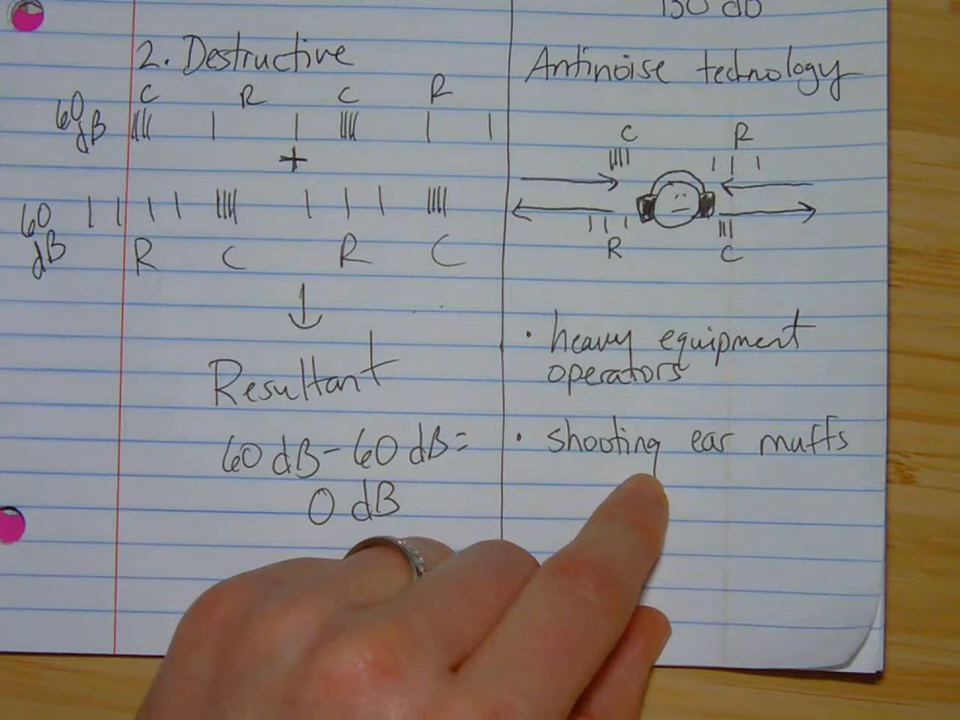 130 dB
2. Destructive
C R C R
60 dB
+
60 dB
R C R C
Resultant
60 dB - 60 dB =
0 dB
Antinoise technology
C R
R C
· heavy equipment
operators
· shooting ear muffs